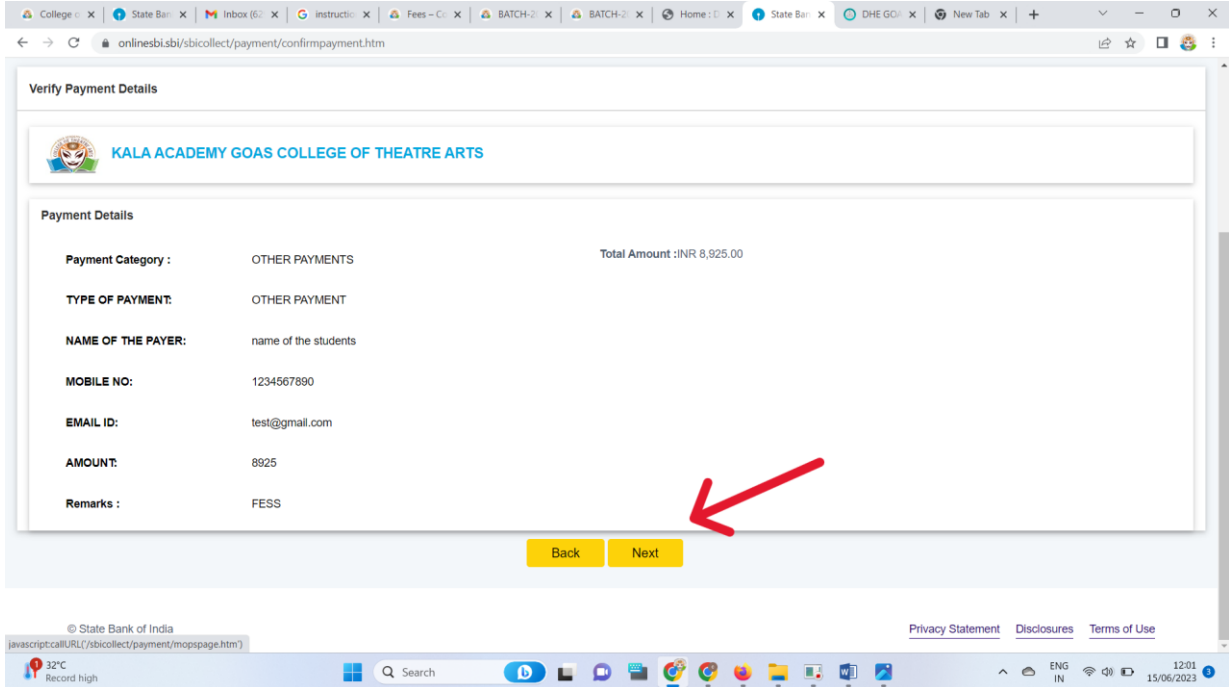 College o
State Ban
Inbox (62
instructio
Fees – Co
BATCH-2
BATCH-2
Home : D
State Ban
DHE GOA
New Tab
onlinesbi.sbi/sbicollect/payment/confirmpayment.htm
Verify Payment Details
KALA ACADEMY GOAS COLLEGE OF THEATRE ARTS
Payment Details
Payment Category : OTHER PAYMENTS Total Amount :INR 8,925.00
TYPE OF PAYMENT: OTHER PAYMENT
NAME OF THE PAYER: name of the students
MOBILE NO: 1234567890
EMAIL ID: test@gmail.com
AMOUNT: 8925
Remarks : FESS
Back Next
© State Bank of India Privacy Statement Disclosures Terms of Use
javascript:callURL('/sbicollect/payment/mopspage.htm')
1 32°C
Record high
Search
ENG
IN
12:01
15/06/2023
3